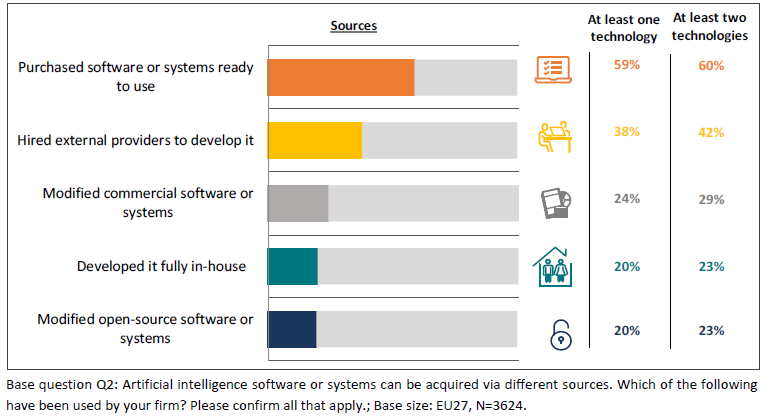 Sources
At least one
technology
At least two
technologies
Purchased software or systems ready
to use
59%
60%
Hired external providers to develop it
38%
42%
Modified commercial software or
systems
24%
29%
Developed it fully in-house
20%
23%
Modified open-source software or
systems
20%
23%
Base question Q2: Artificial intelligence software or systems can be acquired via different sources. Which of the following
have been used by your firm? Please confirm all that apply.; Base size: EU27, N=3624.